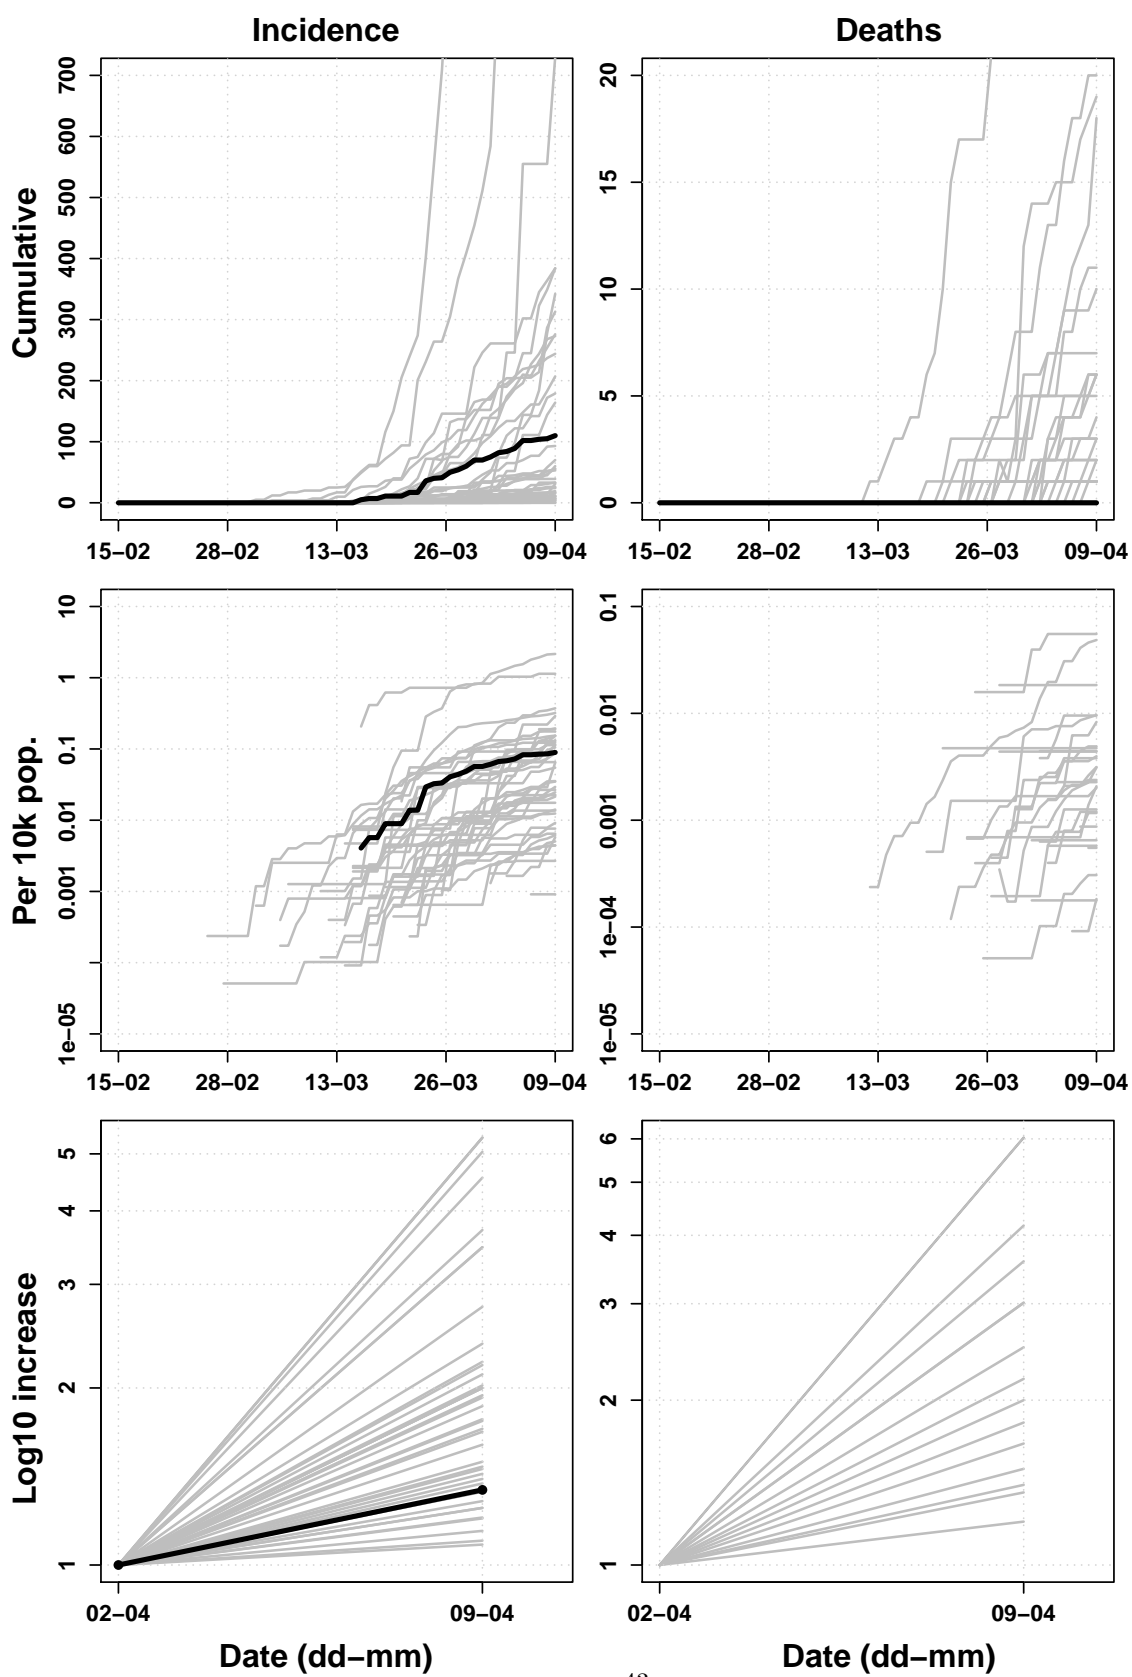 Incidence Deaths
Cumulative
0 100 200 300 400 500 600 700
15−02 28−02 13−03 26−03 09−04
0 5 10 15 20
15−02 28−02 13−03 26−03 09−04
Per 10k pop.
1e−05 0.001 0.01 0.1 1 10
15−02 28−02 13−03 26−03 09−04
1e−05 1e−04 0.001 0.01 0.1
15−02 28−02 13−03 26−03 09−04
Log10 increase
1 2 3 4 5
02−04 09−04
Date (dd−mm)
1 2 3 4 5 6
02−04 09−04
Date (dd−mm)